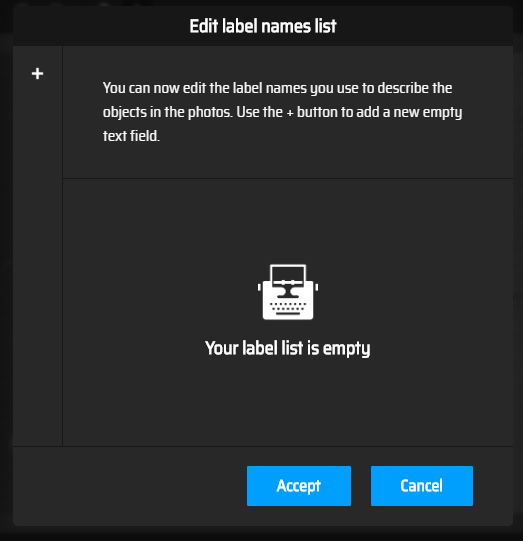 Edit label names list
+
You can now edit the label names you use to describe the
objects in the photos. Use the + button to add a new empty
text field.
Your label list is empty
Accept
Cancel